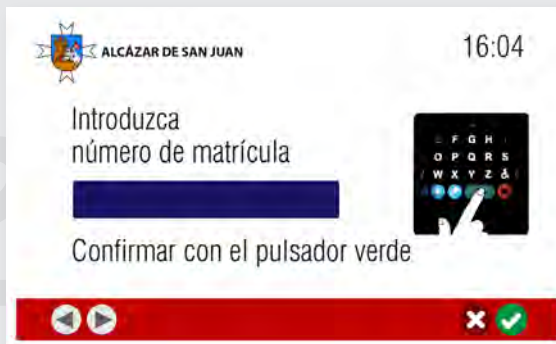 ALCÁZAR DE SAN JUAN
16:04
Introduzca
número de matrícula
F G H
O P Q R S
W X Y Z
Confirmar con el pulsador verde